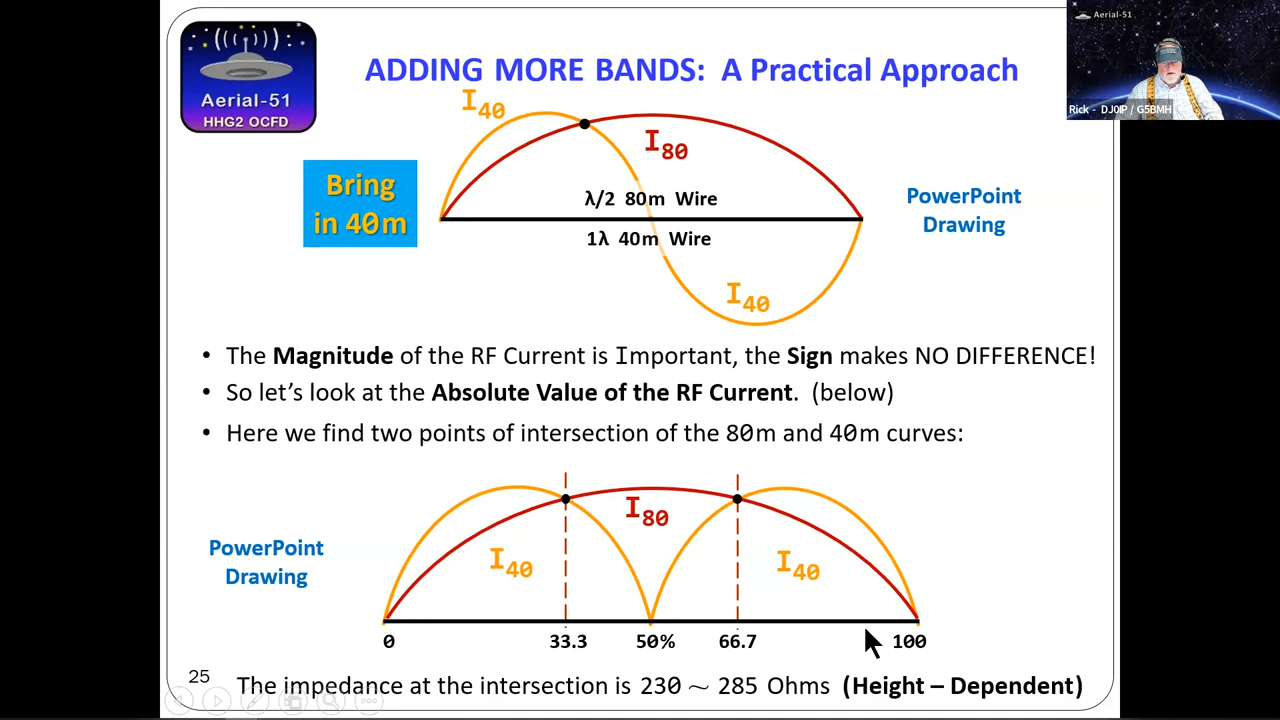 Aerial-51
HHG2 OCFD
ADDING MORE BANDS: A Practical Approach
Aerial-51
Rick - DJ0IP / G5BMH
I40
I80
Bring
in 40m
λ/2 80m Wire
1λ 40m Wire
I40
PowerPoint
Drawing
• The Magnitude of the RF Current is Important, the Sign makes NO DIFFERENCE!
• So let's look at the Absolute Value of the RF Current. (below)
• Here we find two points of intersection of the 80m and 40m curves:
I80
I40
I40
PowerPoint
Drawing
0 33.3 50% 66.7 100
25
The impedance at the intersection is 230 ~ 285 Ohms (Height – Dependent)